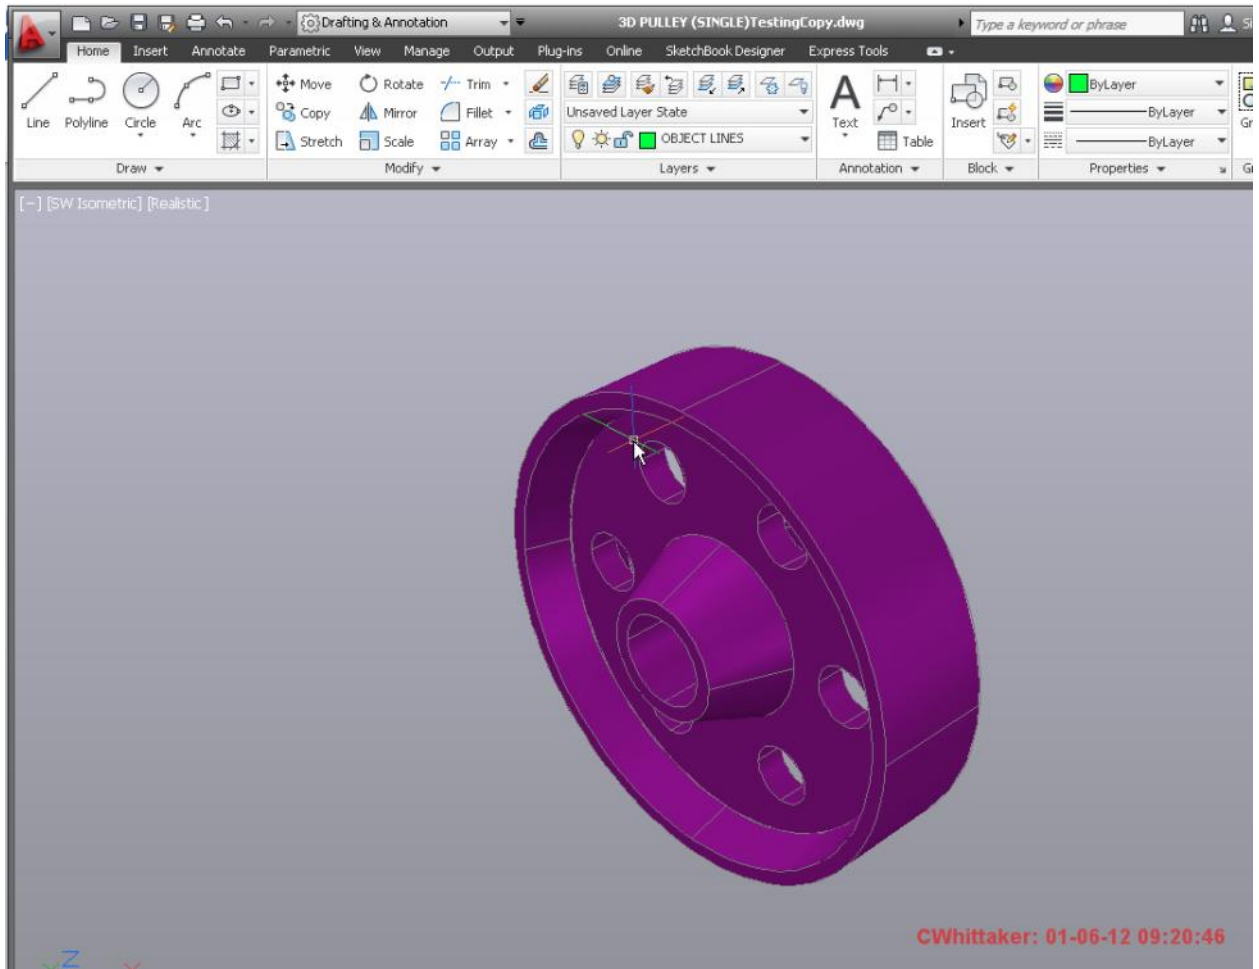 Drafting & Annotation
3D PULLEY (SINGLE)TestingCopy.dwg
Type a keyword or phrase
Home Insert Annotate Parametric View Manage Output Plug-ins Online SketchBook Designer Express Tools
Move Rotate Trim
Unsaved Layer State
ByLayer
Line Polyline Circle Arc
Copy Mirror Fillet
A
Text
Insert
ByLayer
Stretch Scale Array
OBJECT LINES
Table
ByLayer
Draw Modify Layers Annotation Block Properties
[−] [SW Isometric] [Realistic]
CWhittaker: 01-06-12 09:20:46
Z